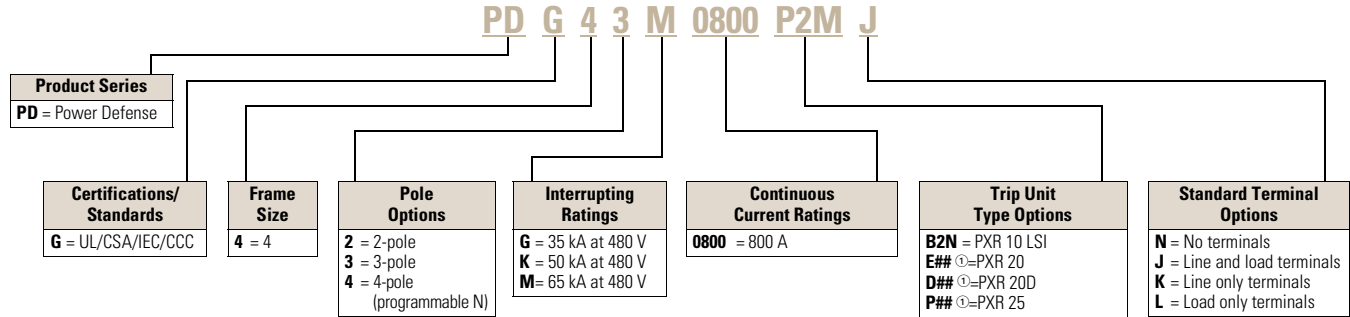 PD G 4 3 M 0800 P2M J
Product Series
PD = Power Defense
Certifications/
Standards
G = UL/CSA/IEC/CCC
Frame
Size
4 = 4
Pole
Options
2 = 2-pole
3 = 3-pole
4 = 4-pole
(programmable N)
Interrupting
Ratings
G = 35 kA at 480 V
K = 50 kA at 480 V
M= 65 kA at 480 V
Continuous
Current Ratings
0800 = 800 A
Trip Unit
Type Options
B2N = PXR 10 LSI
E## ①=PXR 20
D## ①=PXR 20D
P## ①=PXR 25
Standard Terminal
Options
N = No terminals
J = Line and load terminals
K = Line only terminals
L = Load only terminals